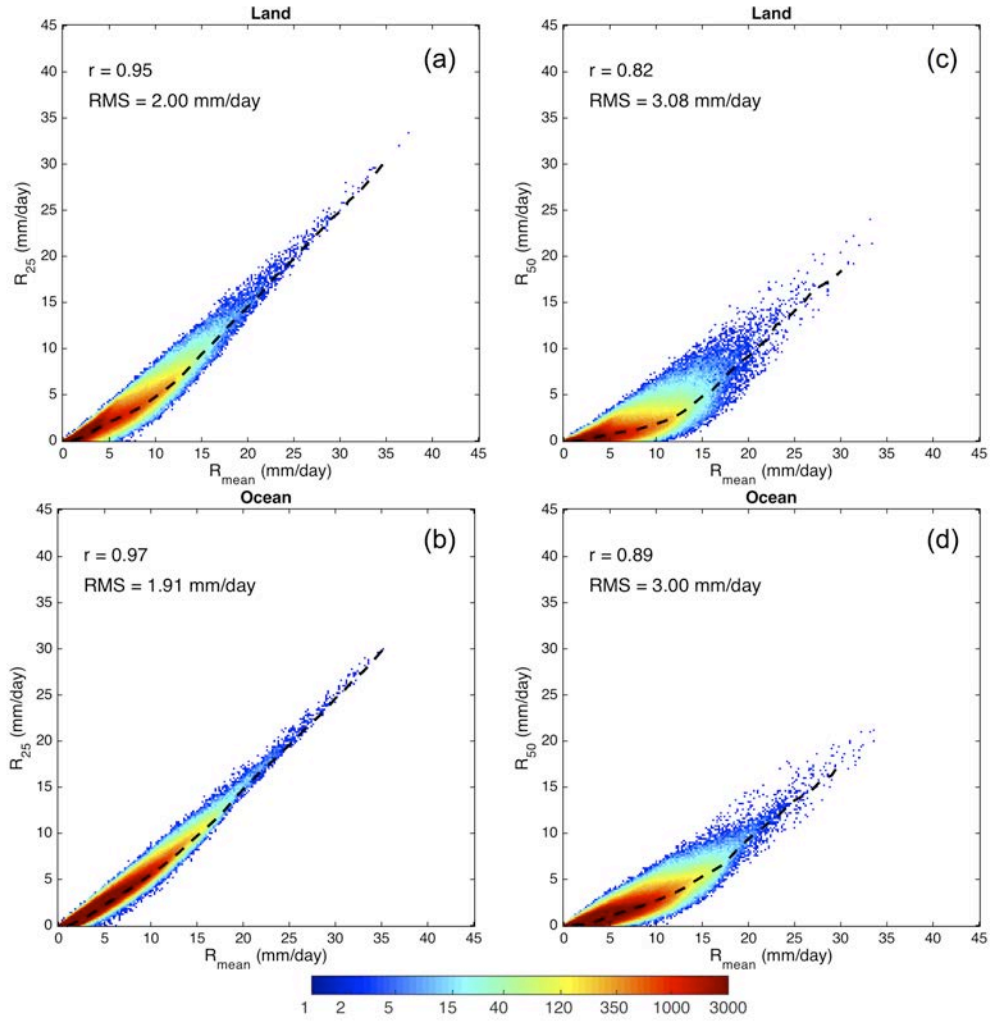 Land
(a)
r = 0.95
RMS = 2.00 mm/day
45
40
35
30
25
20
15
10
5
0
R25 (mm/day)
0 5 10 15 20 25 30 35 40 45
Rmean (mm/day)
Land
(c)
r = 0.82
RMS = 3.08 mm/day
45
40
35
30
25
20
15
10
5
0
R50 (mm/day)
0 5 10 15 20 25 30 35 40 45
Rmean (mm/day)
Ocean
(b)
r = 0.97
RMS = 1.91 mm/day
45
40
35
30
25
20
15
10
5
0
R25 (mm/day)
0 5 10 15 20 25 30 35 40 45
Rmean (mm/day)
Ocean
(d)
r = 0.89
RMS = 3.00 mm/day
45
40
35
30
25
20
15
10
5
0
R50 (mm/day)
0 5 10 15 20 25 30 35 40 45
Rmean (mm/day)
1 2 5 15 40 120 350 1000 3000